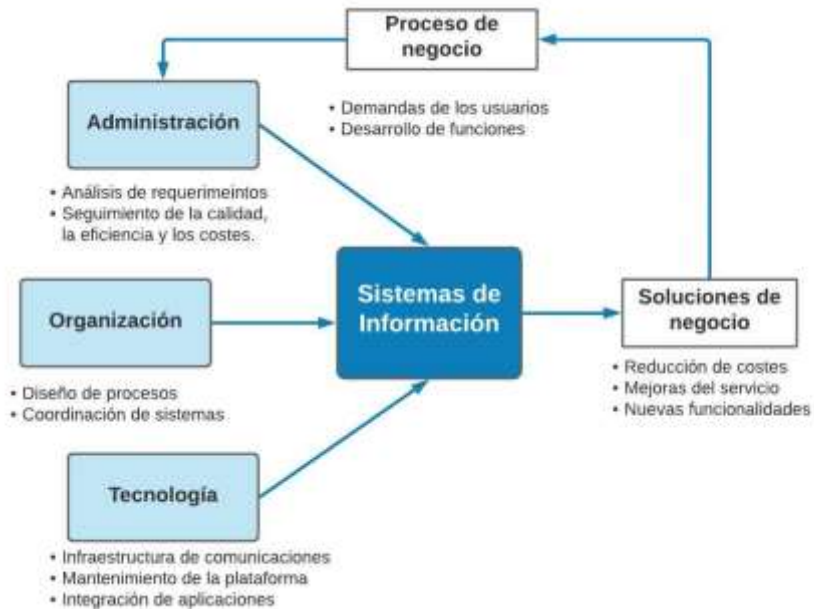 Proceso de
negocio
• Demandas de los usuarios
• Desarrollo de funciones
Administración
• Análisis de requerimeintos
• Seguimiento de la calidad,
la eficiencia y los costes.
Sistemas de
Información
Organización
• Diseño de procesos
• Coordinación de sistemas
Soluciones de
negocio
• Reducción de costes
• Mejoras del servicio
• Nuevas funcionalidades
Tecnología
• Infraestructura de comunicaciones
• Mantenimiento de la plataforma
• Integración de aplicaciones